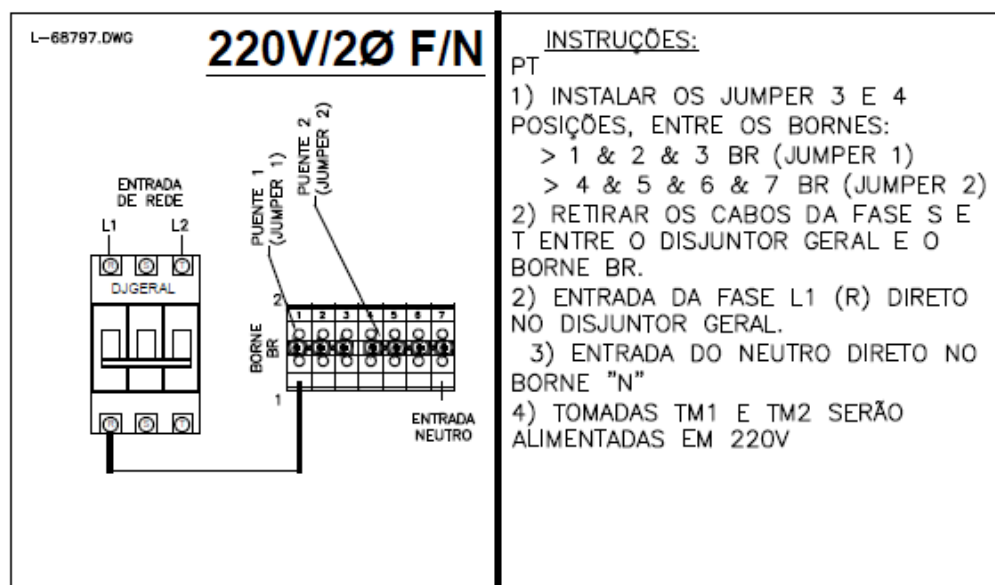 L-68797.DWG
220V/2Ø F/N
ENTRADA
DE REDE
L1
L2
R
S
T
DJGERAL
R
S
T
PUENTE 1
(JUMPER 1)
PUENTE 2
(JUMPER 2)
2
1 2 3 4 5 6 7
BORNE
BR
1
ENTRADA
NEUTRO
INSTRUÇÕES:
PT
1) INSTALAR OS JUMPER 3 E 4
POSIÇÕES, ENTRE OS BORNES:
> 1 & 2 & 3 BR (JUMPER 1)
> 4 & 5 & 6 & 7 BR (JUMPER 2)
2) RETIRAR OS CABOS DA FASE S E
T ENTRE O DISJUNTOR GERAL E O
BORNE BR.
2) ENTRADA DA FASE L1 (R) DIRETO
NO DISJUNTOR GERAL.
3) ENTRADA DO NEUTRO DIRETO NO
BORNE "N"
4) TOMADAS TM1 E TM2 SERÃO
ALIMENTADAS EM 220V